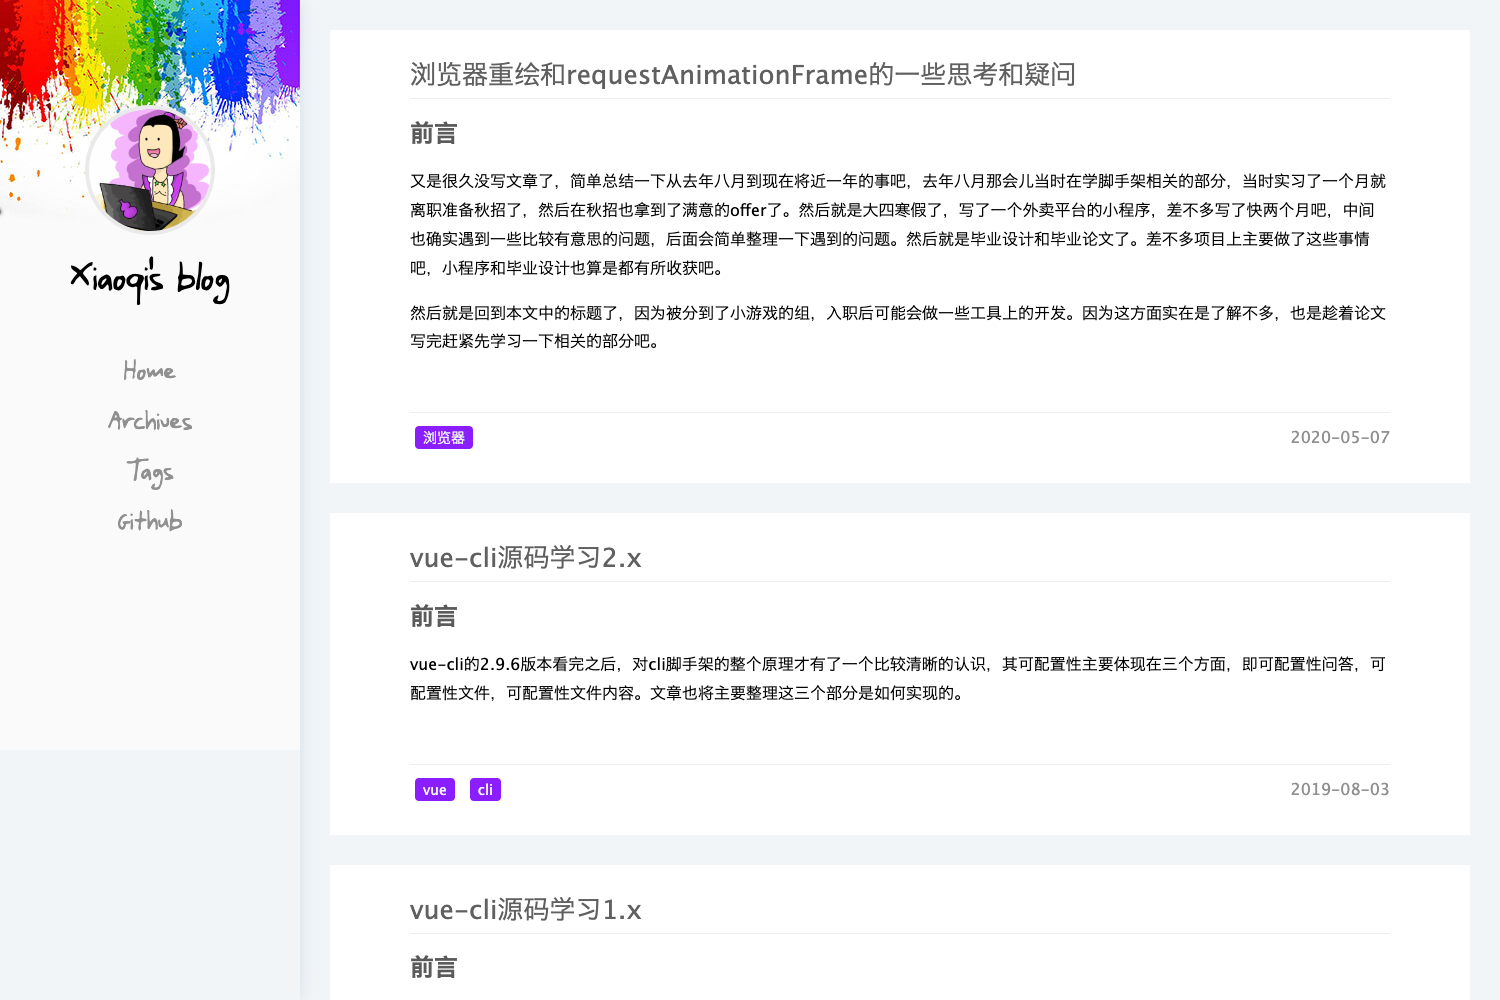 Xiaoqi's blog
Home
Archives
Tags
Github
浏览器重绘和requestAnimationFrame的一些思考和疑问
前言
又是很久没写文章了，简单总结一下从去年八月到现在将近一年的事吧，去年八月那会儿当时在学脚手架相关的部分，当时实习了一个月就
离职准备秋招了，然后在秋招也拿到了满意的offer了。然后就是大四寒假了，写了一个外卖平台的小程序，差不多写了快两个月吧，中间
也确实遇到一些比较有意思的问题，后面会简单整理一下遇到的问题。然后就是毕业设计和毕业论文了。差不多项目上主要做了这些事情
吧，小程序和毕业设计也算是都有所收获吧。
然后就是回到本文中的标题了，因为被分到了小游戏的组，入职后可能会做一些工具上的开发。因为这方面实在是了解不多，也是趁着论文
写完赶紧先学习一下相关的部分吧。
浏览器
2020-05-07
vue-cli源码学习2.x
前言
vue-cli的2.9.6版本看完之后，对cli脚手架的整个原理才有了一个比较清晰的认识，其可配置性主要体现在三个方面，即可配置性问答，可
配置性文件，可配置性文件内容。文章也将主要整理这三个部分是如何实现的。
vue
cli
2019-08-03
vue-cli源码学习1.x
前言